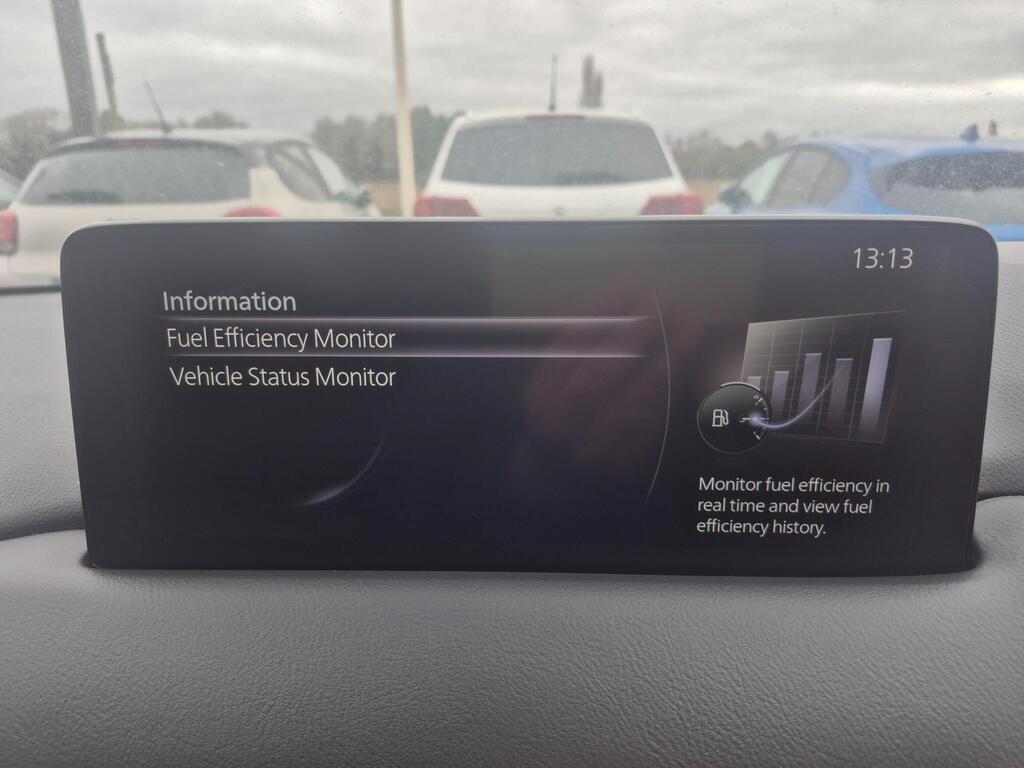 13:13
Information
Fuel Efficiency Monitor
Vehicle Status Monitor
Monitor fuel efficiency in
real time and view fuel
efficiency history.